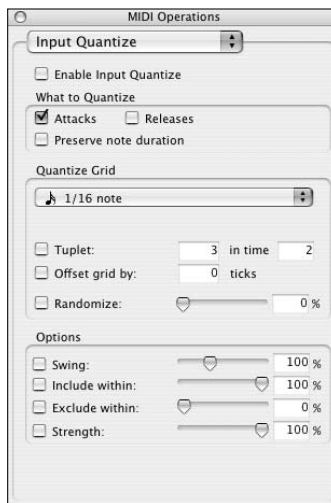 MIDI Operations
Input Quantize
Enable Input Quantize
What to Quantize
Attacks Releases
Preserve note duration
Quantize Grid
1/16 note
Tuplet: 3 in time 2
Offset grid by: 0 ticks
Randomize: 0 %
Options
Swing: 100 %
Include within: 100 %
Exclude within: 0 %
Strength: 100 %